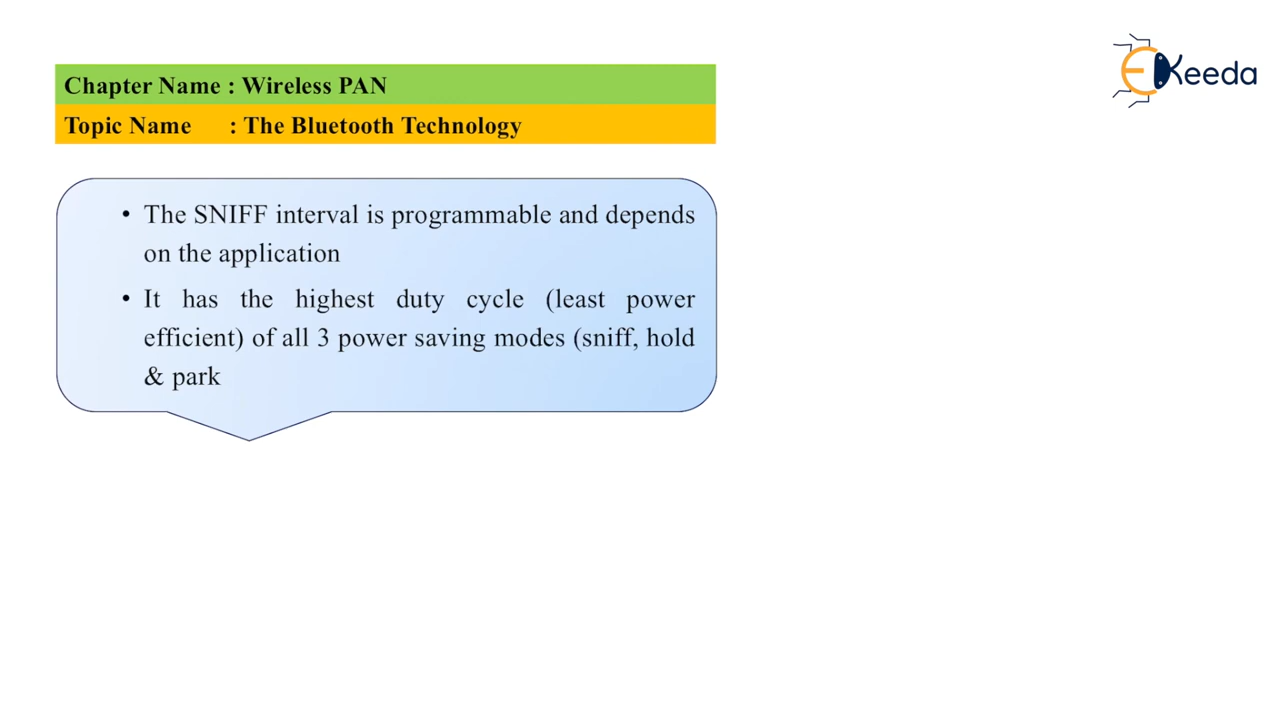 EKeeda
Chapter Name : Wireless PAN
Topic Name : The Bluetooth Technology
• The SNIFF interval is programmable and depends
on the application
• It has the highest duty cycle (least power
efficient) of all 3 power saving modes (sniff, hold
& park